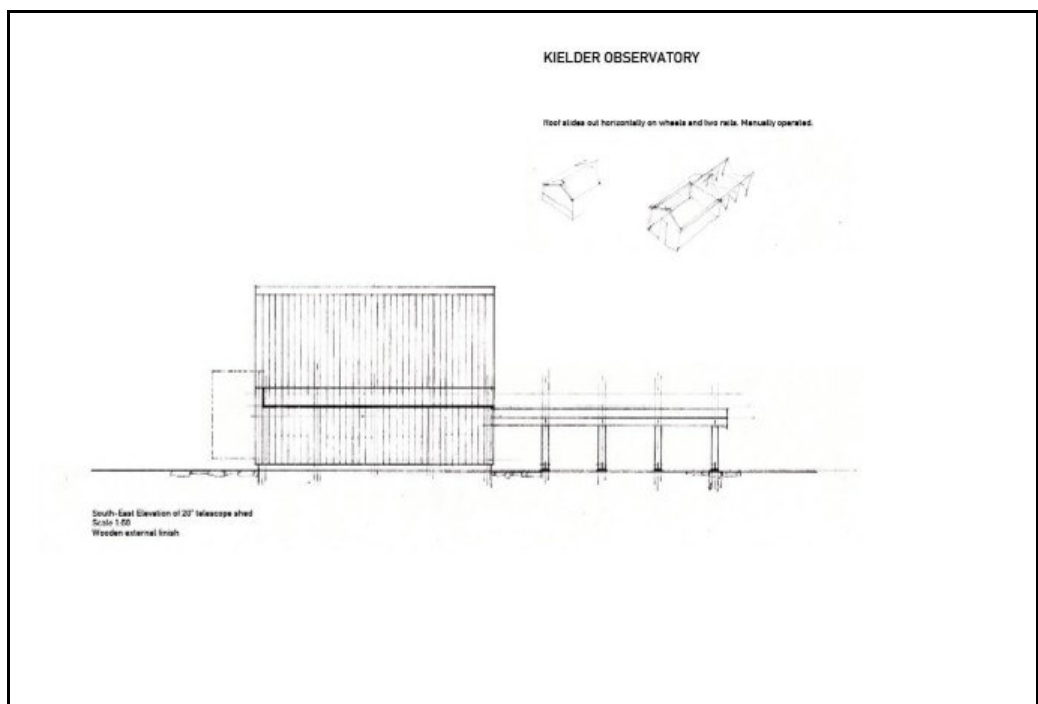 KIELDER OBSERVATORY
Roof slides out horizontally on wheels and two rails. Manually operated.
South-East Elevation of 20" telescope shed
Scale 1:50
Wooden external finish